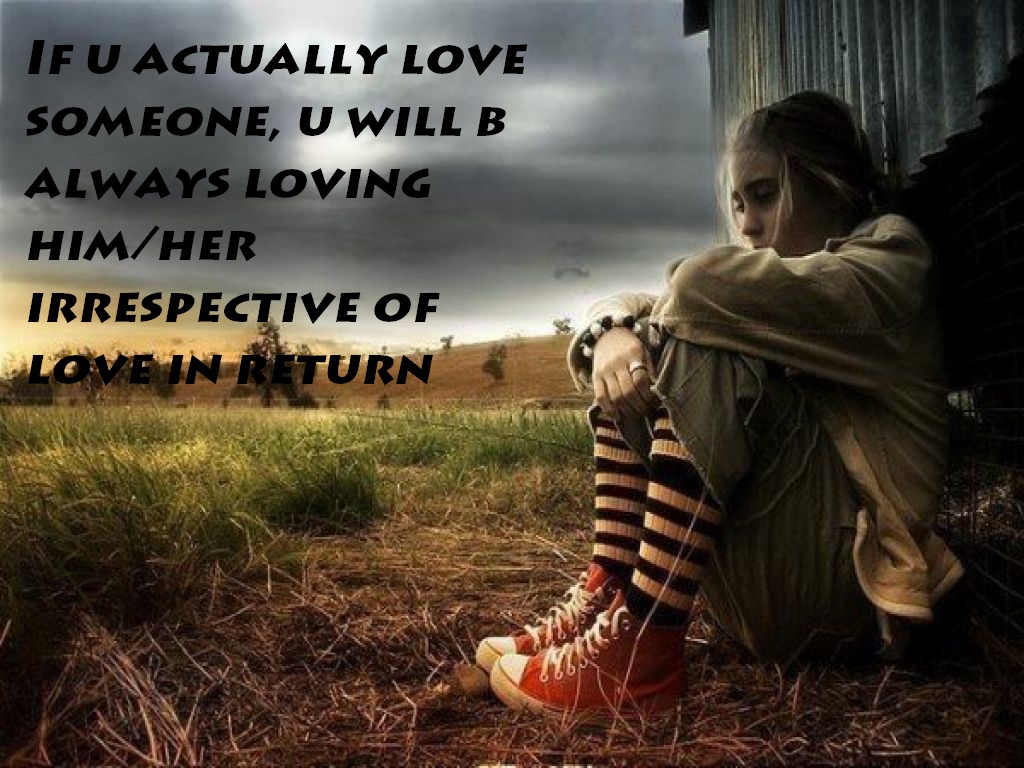 If u actually love
someone, u will b
always loving
him/her
irrespective of
love in return